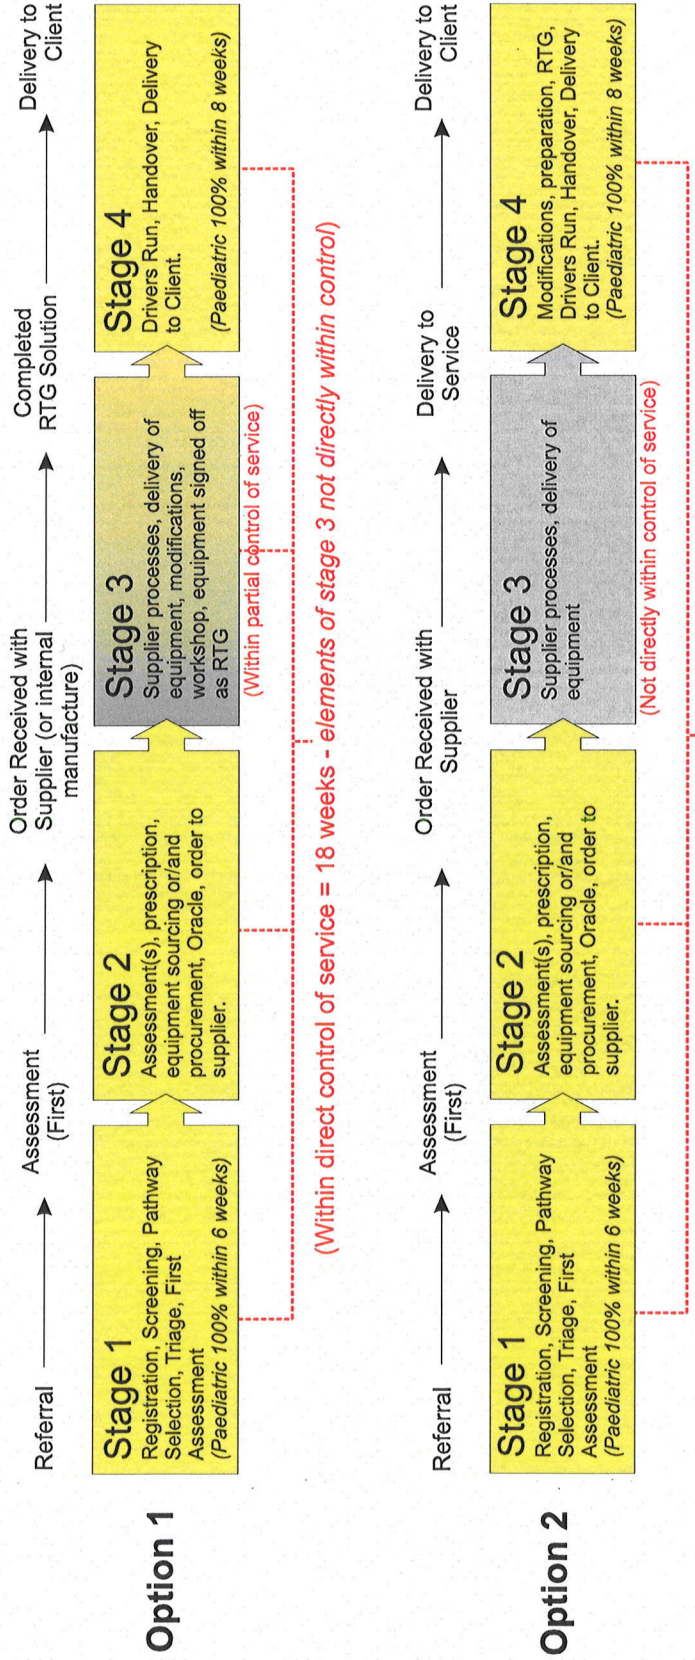 Option 1
Referral
Assessment
(First)
Order Received with
Supplier (or internal
manufacture)
Completed
RTG Solution
Delivery to
Client
Stage 1
Registration, Screening, Pathway
Selection, Triage, First
Assessment
(Paediatric 100% within 6 weeks)
Stage 2
Assessment(s), prescription,
equipment sourcing or/and
procurement, Oracle, order to
supplier.
Stage 3
Supplier processes, delivery of
equipment, modifications,
workshop, equipment signed off
as RTG
(Within partial control of service)
Stage 4
Drivers Run, Handover, Delivery
to Client.
(Paediatric 100% within 8 weeks)
(Within direct control of service = 18 weeks - elements of stage 3 not directly within control)
Option 2
Referral
Assessment
(First)
Order Received with
Supplier
Delivery to
Service
Delivery to
Client
Stage 1
Registration, Screening, Pathway
Selection, Triage, First
Assessment
(Paediatric 100% within 6 weeks)
Stage 2
Assessment(s), prescription,
equipment sourcing or/and
procurement, Oracle, order to
supplier.
Stage 3
Supplier processes, delivery of
equipment
(Not directly within control of service)
Stage 4
Modifications, preparation, RTG,
Drivers Run, Handover, Delivery
to Client.
(Paediatric 100% within 8 weeks)